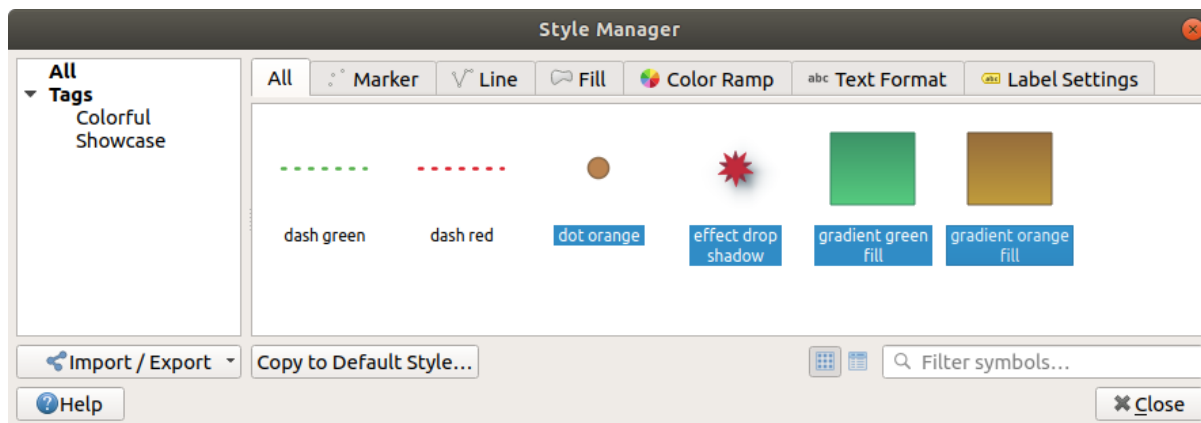 Style Manager
All
Tags
Colorful
Showcase
All
Marker
Line
Fill
Color Ramp
abc Text Format
abc Label Settings
dash green
dash red
dot orange
effect drop
shadow
gradient green
fill
gradient orange
fill
Import / Export
Copy to Default Style...
Filter symbols...
Help
Close